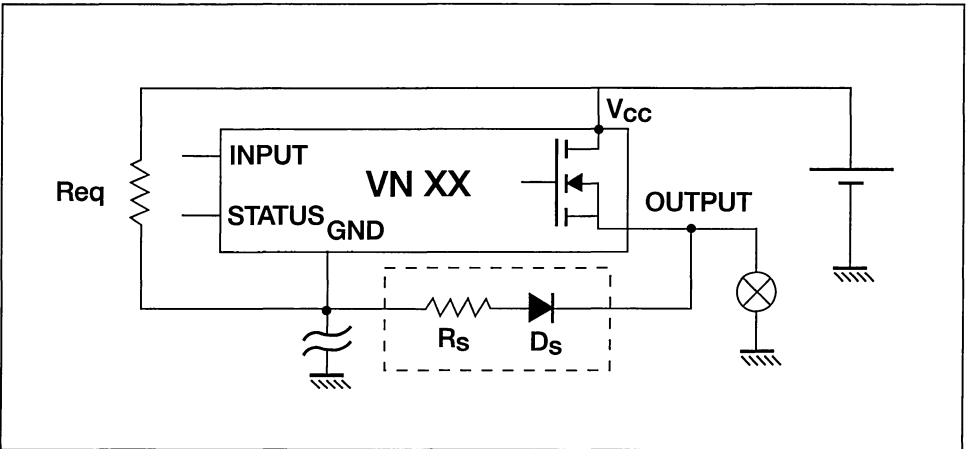 VCC
INPUT
VN XX
Req
OUTPUT
STATUS
GND
RS
DS